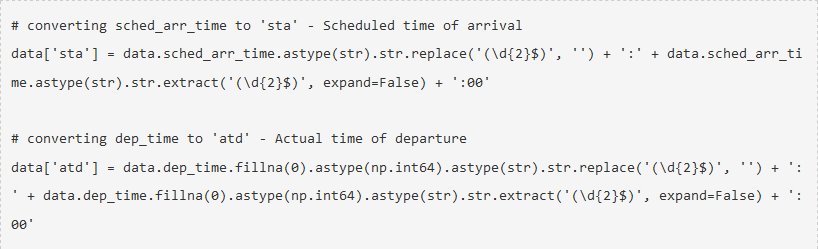 # converting sched_arr_time to 'sta' - Scheduled time of arrival
data['sta'] = data.sched_arr_time.astype(str).str.replace('(\d{2}$)', '') + ':' + data.sched_arr_ti
me.astype(str).str.extract('(\d{2}$)', expand=False) + ':00'
# converting dep_time to 'atd' - Actual time of departure
data['atd'] = data.dep_time.fillna(0).astype(np.int64).astype(str).str.replace('(\d{2}$)', '') + ':
' + data.dep_time.fillna(0).astype(np.int64).astype(str).str.extract('(\d{2}$)', expand=False) + ':
00'